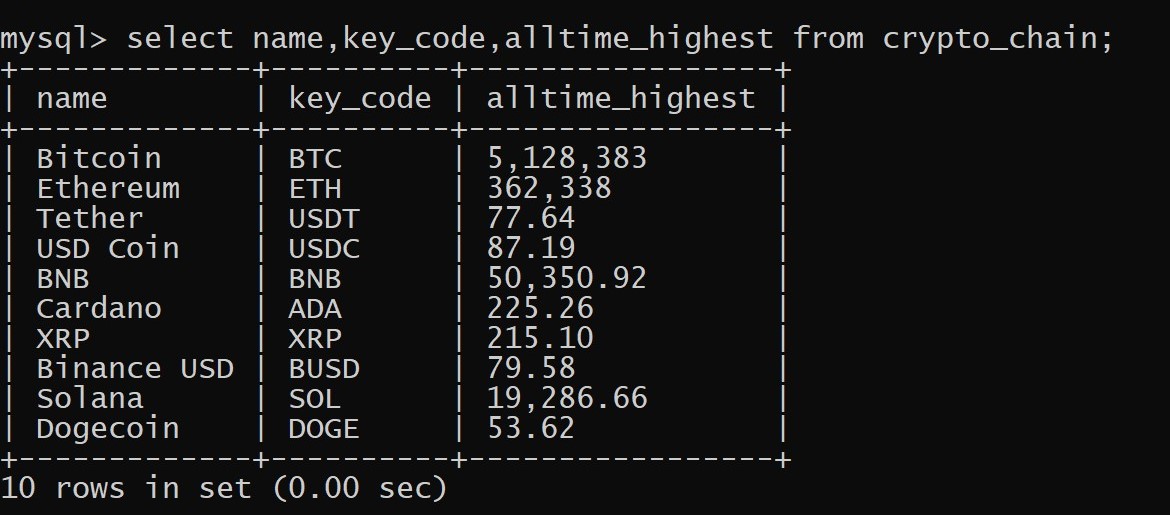 mysql> select name,key_code,alltime_highest from crypto_chain;
+-------------+----------+-----------------+
| name        | key_code | alltime_highest |
+-------------+----------+-----------------+
| Bitcoin     | BTC      | 5,128,383       |
| Ethereum    | ETH      | 362,338         |
| Tether      | USDT     | 77.64           |
| USD Coin    | USDC     | 87.19           |
| BNB         | BNB      | 50,350.92       |
| Cardano     | ADA      | 225.26          |
| XRP         | XRP      | 215.10          |
| Binance USD | BUSD     | 79.58           |
| Solana      | SOL      | 19,286.66       |
| Dogecoin    | DOGE     | 53.62           |
+-------------+----------+-----------------+
10 rows in set (0.00 sec)